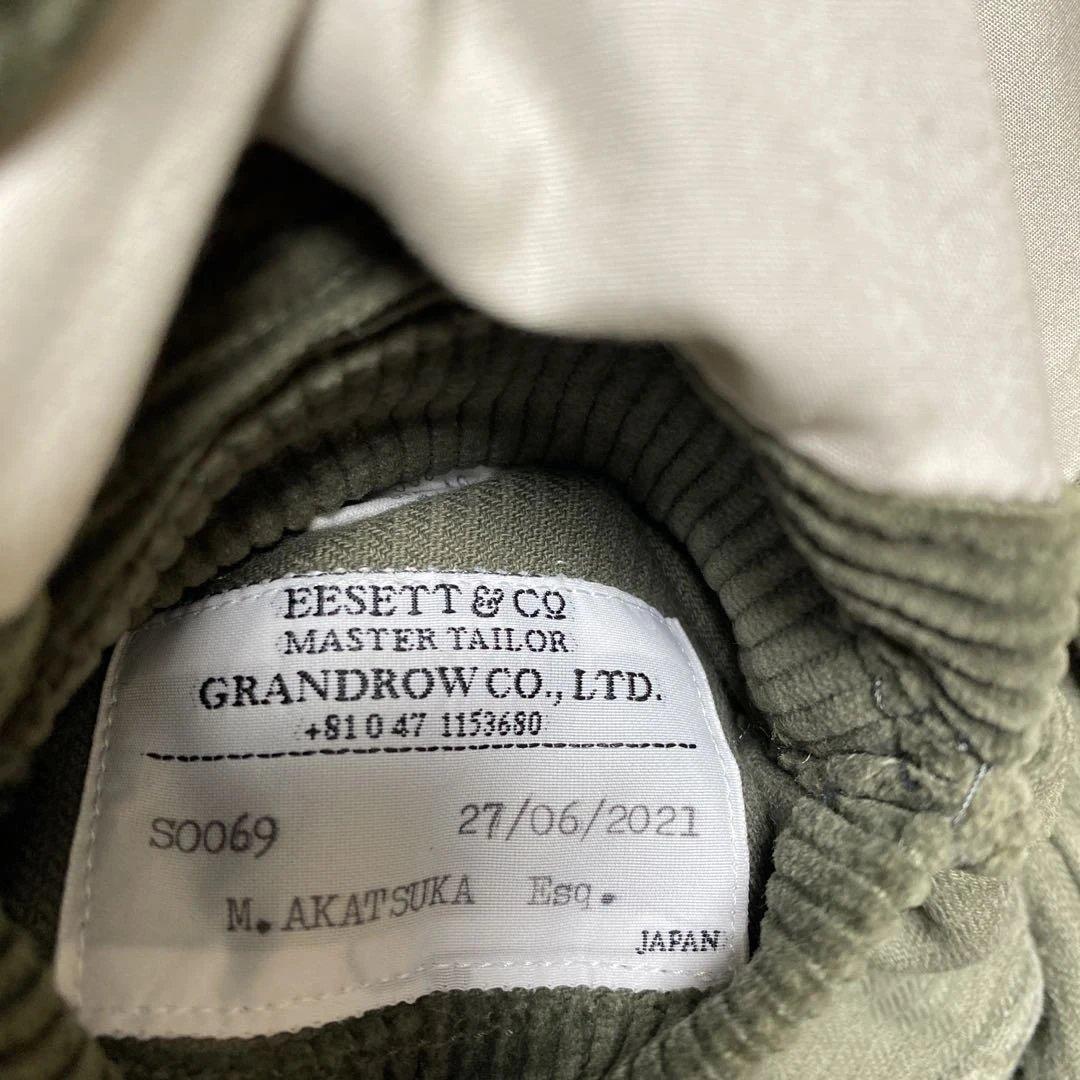 EESETT & CO
MASTER TAILOR
GRANDROW CO., LTD.
+81 0 47 1153680
S0069 27/06/2021
M. AKATSUKA Esq.
JAPAN